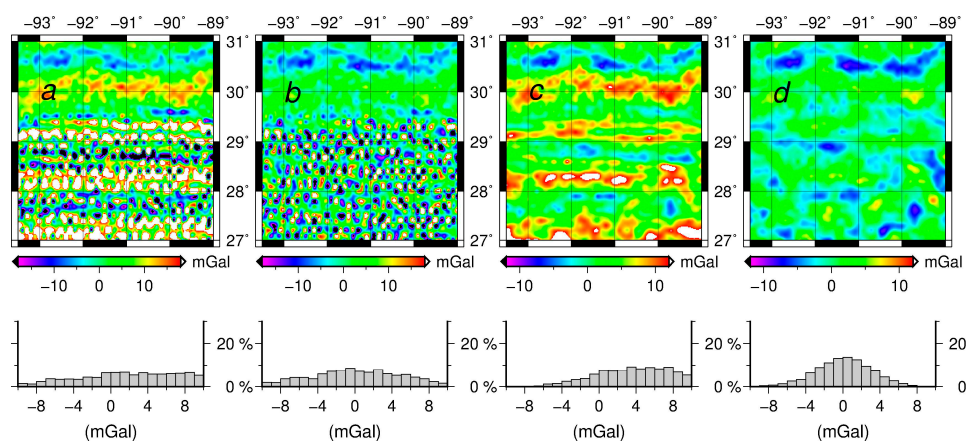 −93˚ −92˚ −91˚ −90˚ −89˚ −93˚ −92˚ −91˚ −90˚ −89˚ −93˚ −92˚ −91˚ −90˚ −89˚ −93˚ −92˚ −91˚ −90˚ −89˚
31˚ 31˚ 31˚
a b c d
30˚ 30˚ 30˚
29˚ 29˚ 29˚
28˚ 28˚ 28˚
27˚ 27˚ 27˚
mGal mGal mGal mGal
−10 0 10 −10 0 10 −10 0 10 −10 0 10
20 % 20 % 20 % 20
0 % 0 % 0 % 0
−8 −4 0 4 8 −8 −4 0 4 8 −8 −4 0 4 8 −8 −4 0 4 8
(mGal) (mGal) (mGal) (mGal)